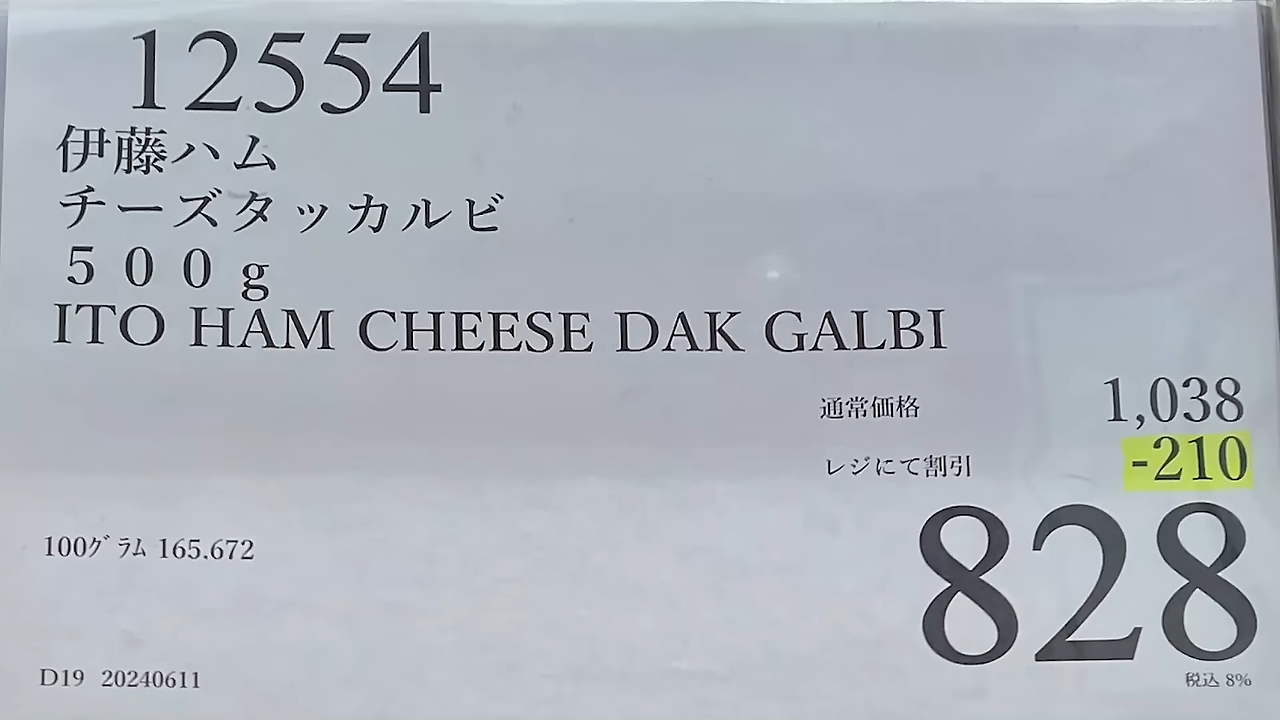 12554
伊藤ハム
チーズタッカルビ
５００ｇ
ITO HAM CHEESE DAK GALBI
通常価格 1,038
レジにて割引 -210
828
100ｸﾞﾗﾑ 165.672
D19 20240611
税込 8%